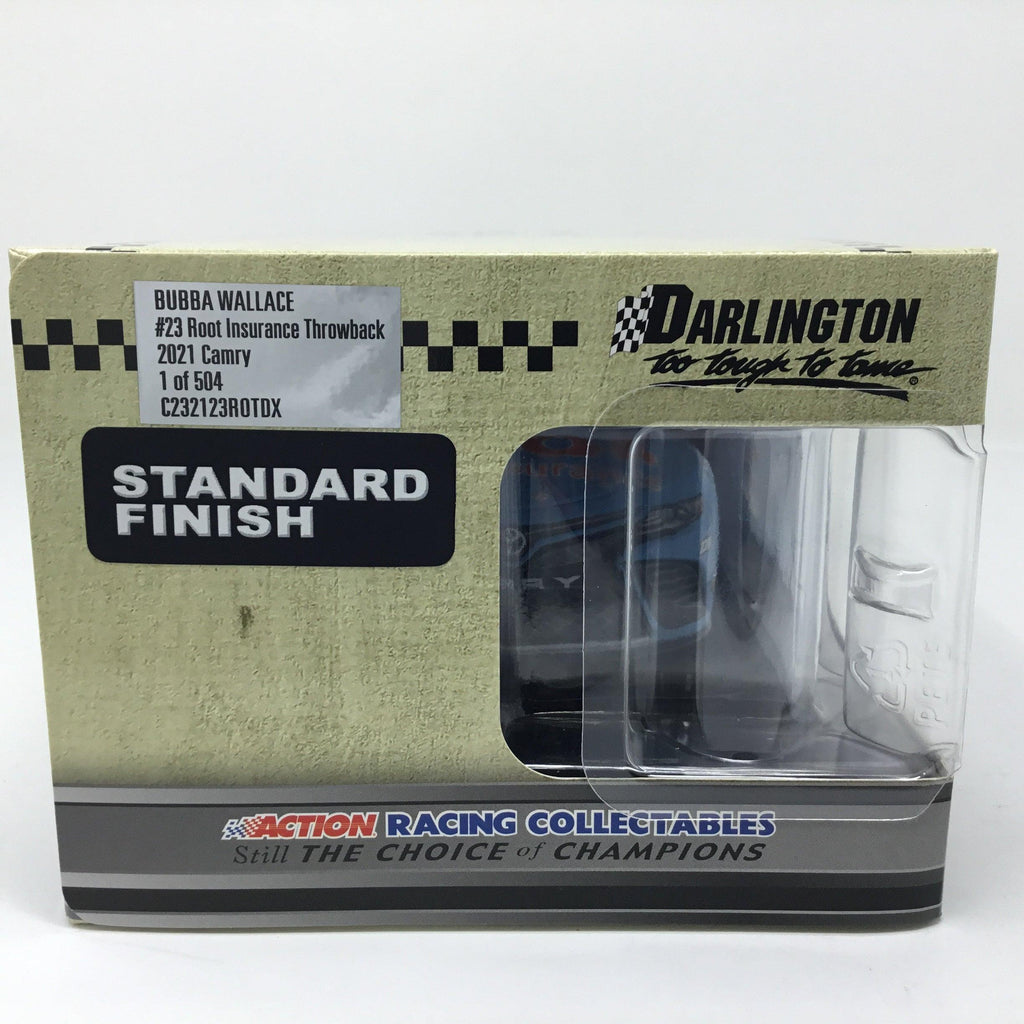 BUBBA WALLACE
#23 Root Insurance Throwback
2021 Camry
1 of 504
C232123ROTDX
DARLINGTON
too tough to tame
STANDARD
FINISH
PETE
ACTION RACING COLLECTABLES
Still THE CHOICE of CHAMPIONS